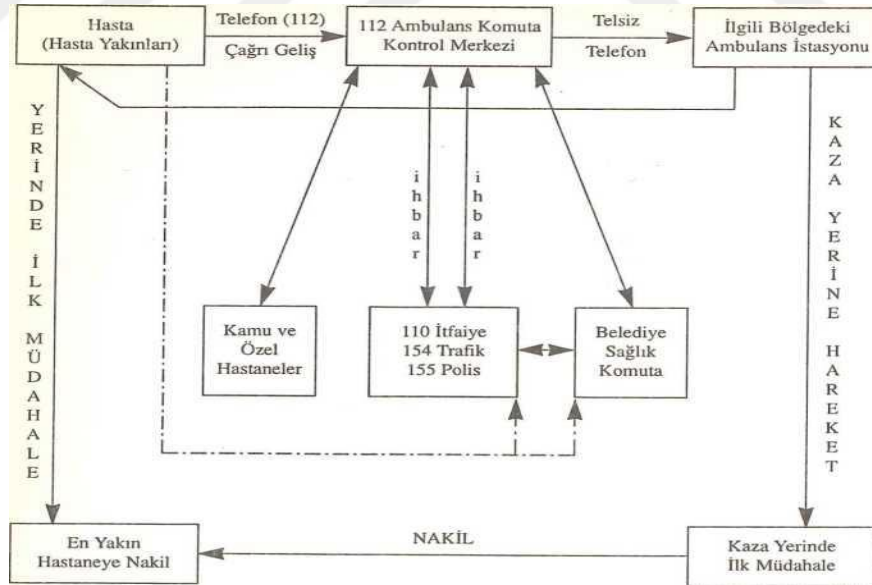 Hasta
(Hasta Yakınları)
Telefon (112)
Çağrı Geliş
112 Ambulans Komuta
Kontrol Merkezi
Telsiz
Telefon
İlgili Bölgedeki
Ambulans İstasyonu
YERİNDE İLK MÜDAHALE
ihbar
ihbar
KAZA YERİNE HAREKET
Kamu ve
Özel
Hastaneler
110 İtfaiye
154 Trafik
155 Polis
Belediye
Sağlık
Komuta
En Yakın
Hastaneye Nakil
NAKİL
Kaza Yerinde
İlk Müdahale